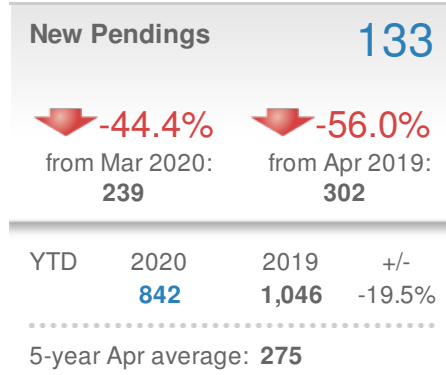 New Pendings 133
-44.4% -56.0%
from Mar 2020: from Apr 2019:
239 302
YTD 2020 2019 +/-
842 1,046 -19.5%
5-year Apr average: 275